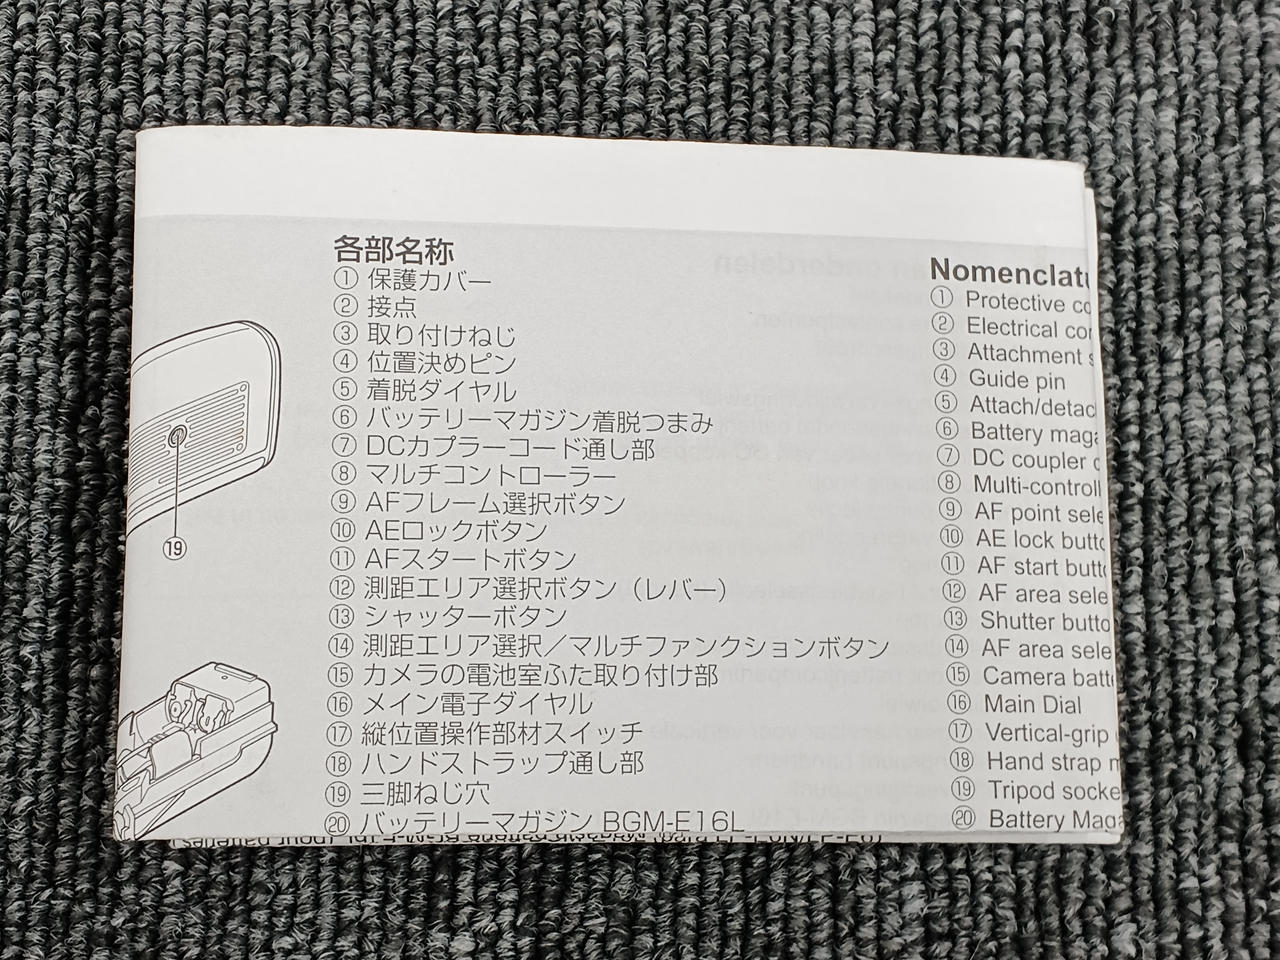 各部名称
① 保護カバー
② 接点
③ 取り付けねじ
④ 位置決めピン
⑤ 着脱ダイヤル
⑥ バッテリーマガジン着脱つまみ
⑦ DCカプラーコード通し部
⑧ マルチコントローラー
⑨ AFフレーム選択ボタン
⑩ AEロックボタン
⑪ AFスタートボタン
⑫ 測距エリア選択ボタン（レバー）
⑬ シャッターボタン
⑭ 測距エリア選択／マルチファンクションボタン
⑮ カメラの電池室ふた取り付け部
⑯ メイン電子ダイヤル
⑰ 縦位置操作部材スイッチ
⑱ ハンドストラップ通し部
⑲ 三脚ねじ穴
⑳ バッテリーマガジン BGM-E16L
⑲
Nomenclatu
① Protective co
② Electrical con
③ Attachment s
④ Guide pin
⑤ Attach/detac
⑥ Battery maga
⑦ DC coupler c
⑧ Multi-controll
⑨ AF point sele
⑩ AE lock butto
⑪ AF start butto
⑫ AF area sele
⑬ Shutter butto
⑭ AF area sele
⑮ Camera batt
⑯ Main Dial
⑰ Vertical-grip
⑱ Hand strap m
⑲ Tripod socke
⑳ Battery Maga